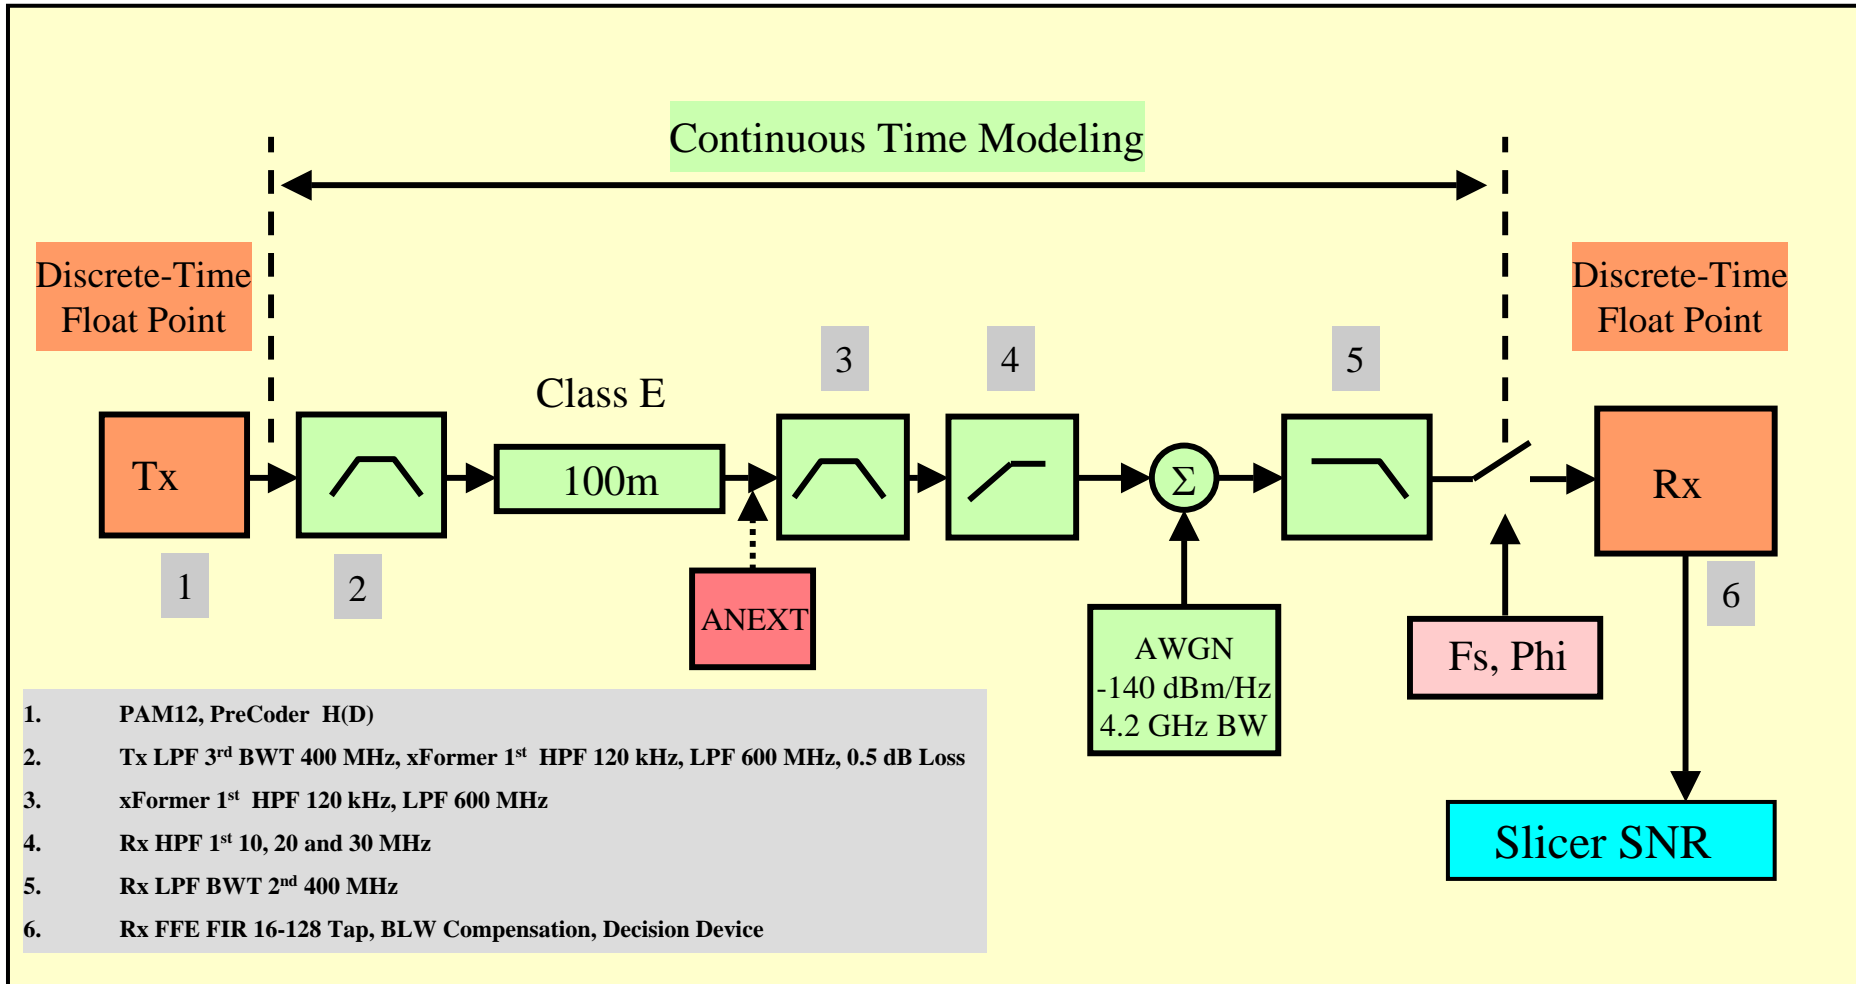 Continuous Time Modeling
Discrete-Time
Float Point
Discrete-Time
Float Point
3
4
5
Class E
Tx
100m
Σ
Rx
1
2
6
ANEXT
AWGN
-140 dBm/Hz
4.2 GHz BW
Fs, Phi
Slicer SNR
1. PAM12, PreCoder H(D)
2. Tx LPF 3rd BWT 400 MHz, xFormer 1st HPF 120 kHz, LPF 600 MHz, 0.5 dB Loss
3. xFormer 1st HPF 120 kHz, LPF 600 MHz
4. Rx HPF 1st 10, 20 and 30 MHz
5. Rx LPF BWT 2nd 400 MHz
6. Rx FFE FIR 16-128 Tap, BLW Compensation, Decision Device